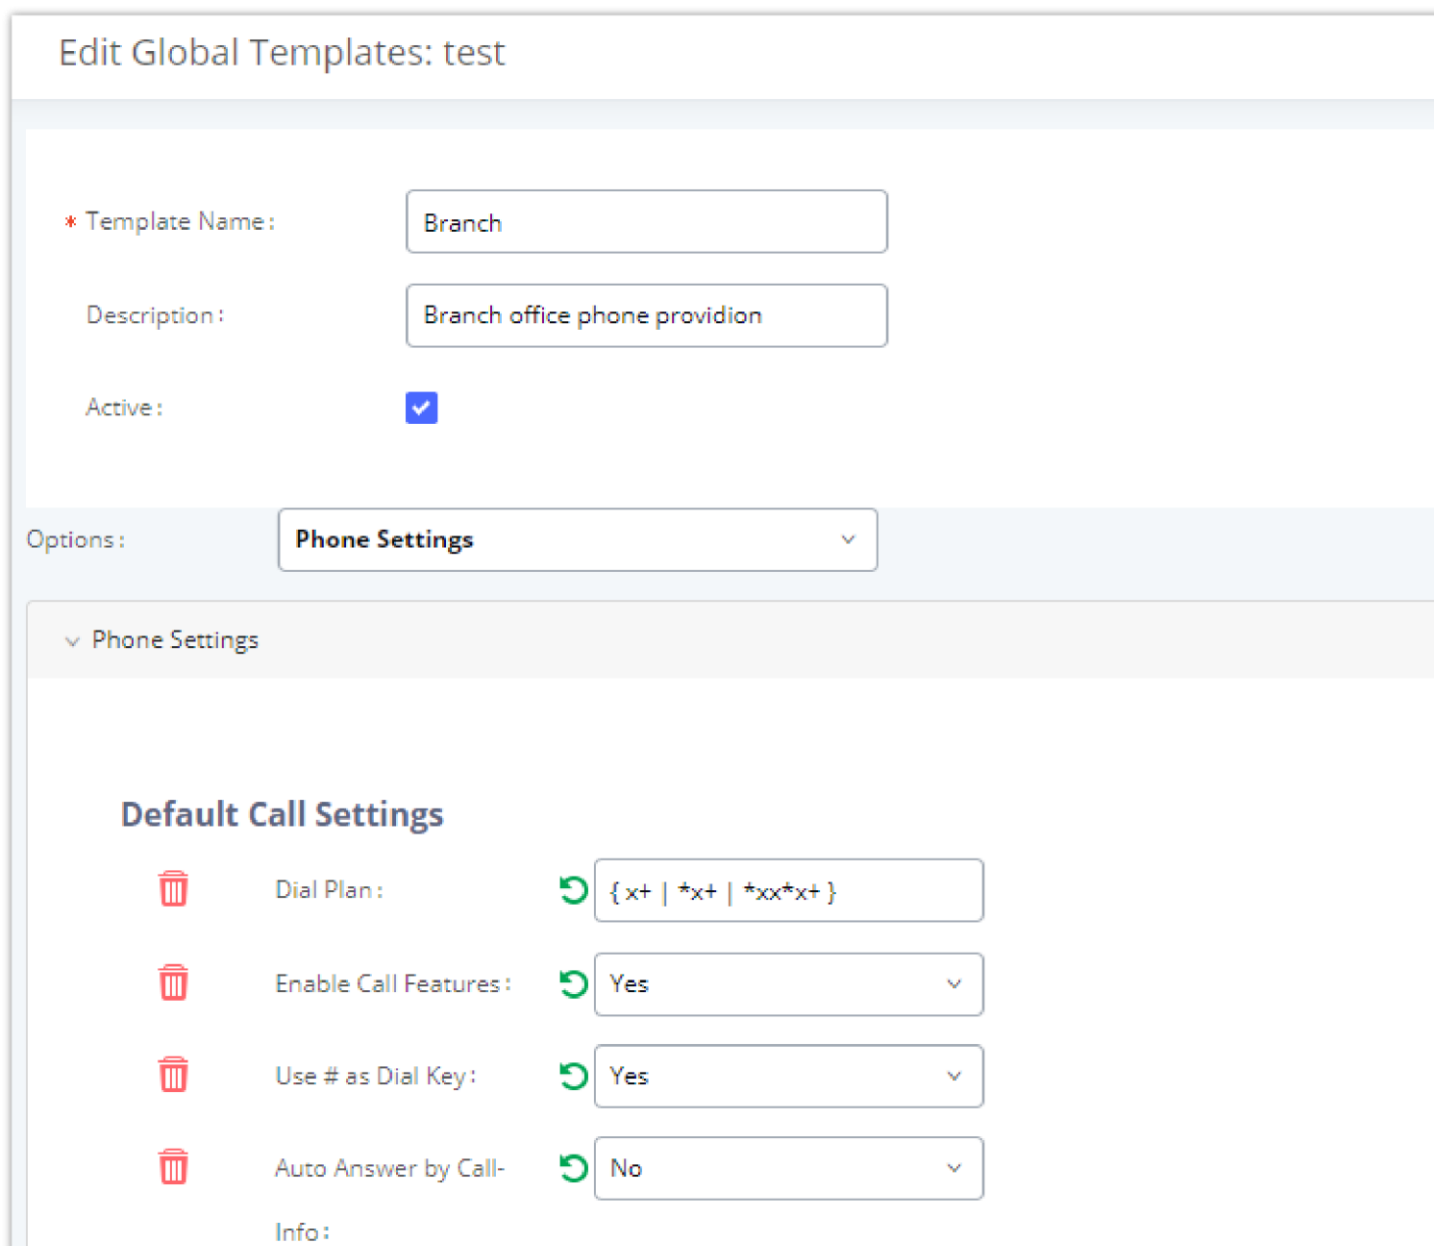 Edit Global Templates: test
* Template Name:
Branch
Description:
Branch office phone providion
Active:
Options:
Phone Settings
Phone Settings
Default Call Settings
Dial Plan:
{ x+ | *x+ | *xx*x+ }
Enable Call Features:
Yes
Use # as Dial Key:
Yes
Auto Answer by Call-
Info:
No